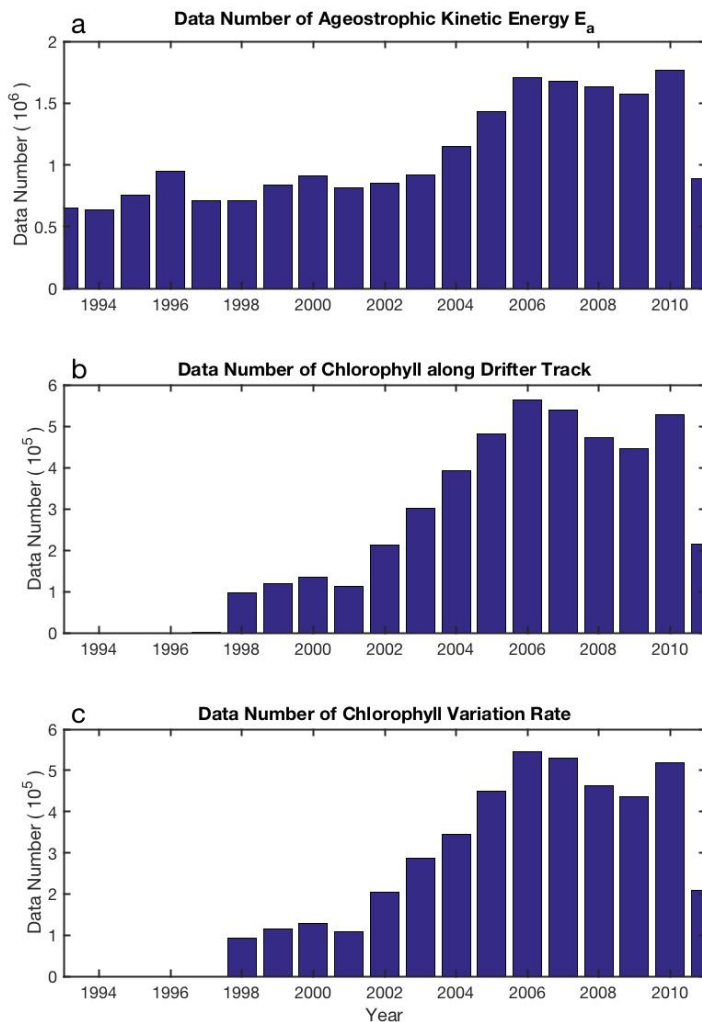 a
Data Number of Ageostrophic Kinetic Energy Eₐ
Data Number ( 10⁶ )
2
1.5
1
0.5
0
1994 1996 1998 2000 2002 2004 2006 2008 2010
b
Data Number of Chlorophyll along Drifter Track
Data Number ( 10⁵ )
6
5
4
3
2
1
0
1994 1996 1998 2000 2002 2004 2006 2008 2010
c
Data Number of Chlorophyll Variation Rate
Data Number ( 10⁵ )
6
5
4
3
2
1
0
1994 1996 1998 2000 2002 2004 2006 2008 2010
Year